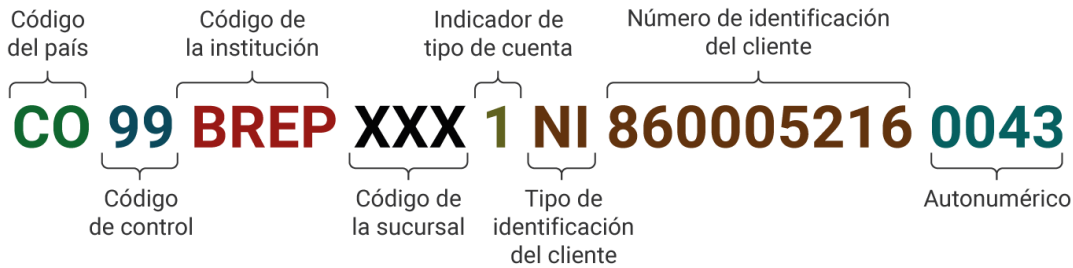 Código
del país
Código de
la institución
Indicador de
tipo de cuenta
Número de identificación
del cliente
CO 99 BREP XXX 1 NI 860005216 0043
Código
de control
Código de
la sucursal
Tipo de
identificación
del cliente
Autonumérico